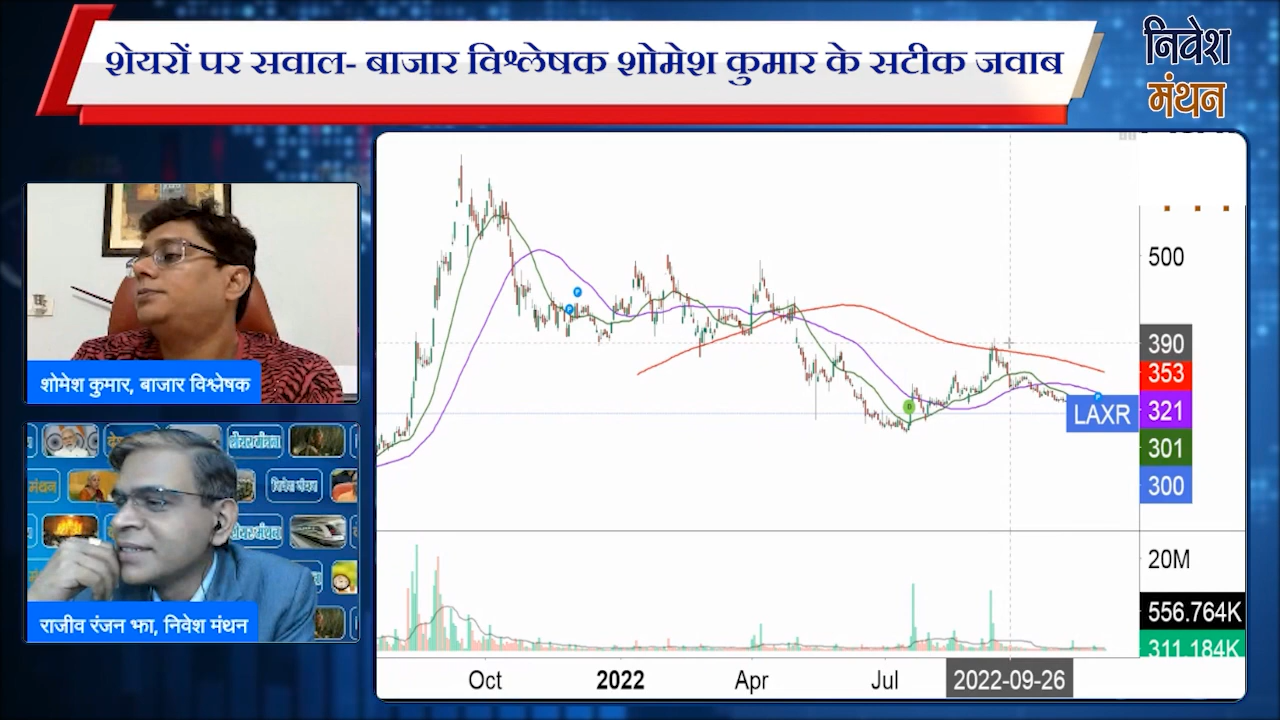 शेयरों पर सवाल- बाजार विश्लेषक शोमेश कुमार के सटीक जवाब
निवेश
मंथन
500
390
353
LAXR
321
301
300
20M
556.764K
311.184K
Oct
2022
Apr
Jul
2022-09-26
शोमेश कुमार, बाजार विश्लेषक
राजीव रंजन झा, निवेश मंथन